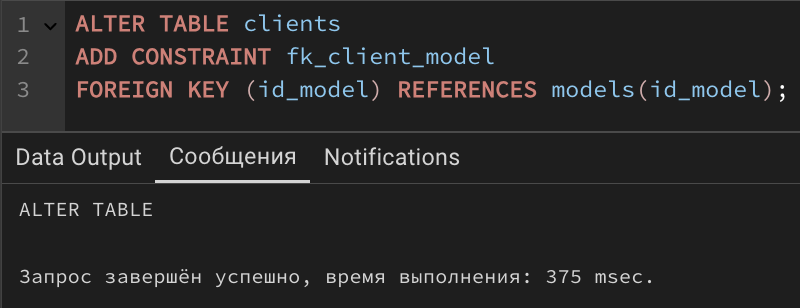 1 ALTER TABLE clients
2 ADD CONSTRAINT fk_client_model
3 FOREIGN KEY (id_model) REFERENCES models(id_model);
Data Output Сообщения Notifications
ALTER TABLE
Запрос завершён успешно, время выполнения: 375 msec.